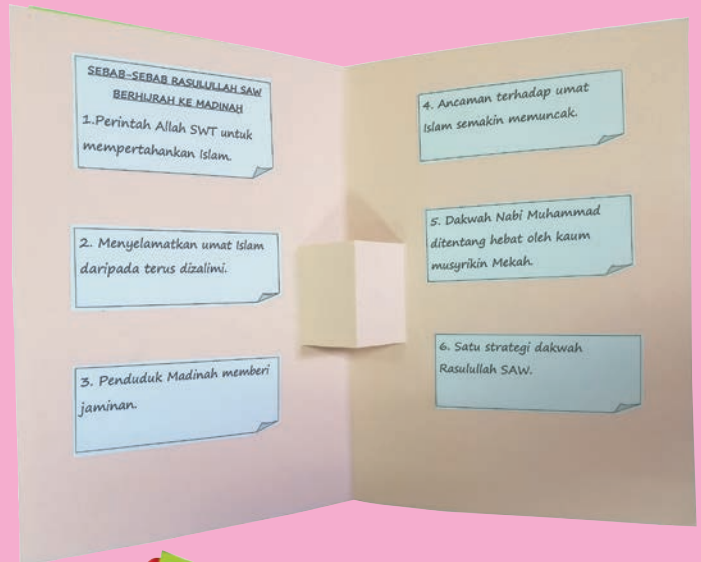 SEBAB-SEBAB RASULULLAH SAW
BERHIJRAH KE MADINAH
1.Perintah Allah SWT untuk
mempertahankan Islam.
2. Menyelamatkan umat Islam
daripada terus dizalimi.
3. Penduduk Madinah memberi
jaminan.
4. Ancaman terhadap umat
Islam semakin memuncak.
5. Dakwah Nabi Muhammad
ditentang hebat oleh kaum
musyrikin Mekah.
6. Satu strategi dakwah
Rasulullah SAW.